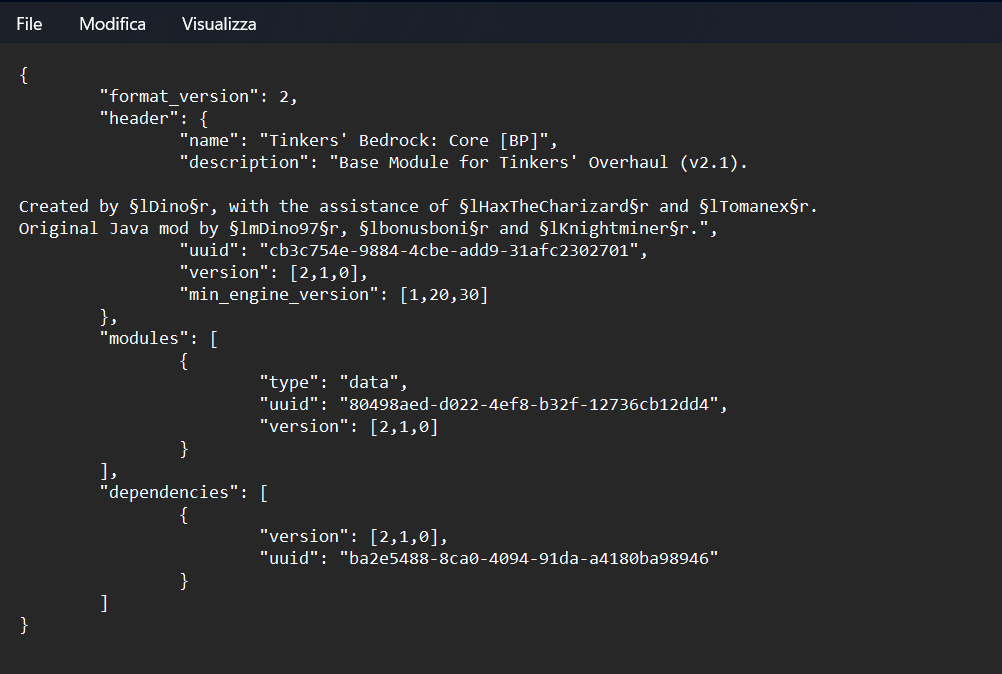 File Modifica Visualizza
{
"format_version": 2,
"header": {
"name": "Tinkers' Bedrock: Core [BP]",
"description": "Base Module for Tinkers' Overhaul (v2.1).
Created by §lDino§r, with the assistance of §lHaxTheCharizard§r and §lTomanex§r.
Original Java mod by §lmDino97§r, §lbonusboni§r and §lKnightminer§r.",
"uuid": "cb3c754e-9884-4cbe-add9-31afc2302701",
"version": [2,1,0],
"min_engine_version": [1,20,30]
},
"modules": [
{
"type": "data",
"uuid": "80498aed-d022-4ef8-b32f-12736cb12dd4",
"version": [2,1,0]
}
],
"dependencies": [
{
"version": [2,1,0],
"uuid": "ba2e5488-8ca0-4094-91da-a4180ba98946"
}
]
}